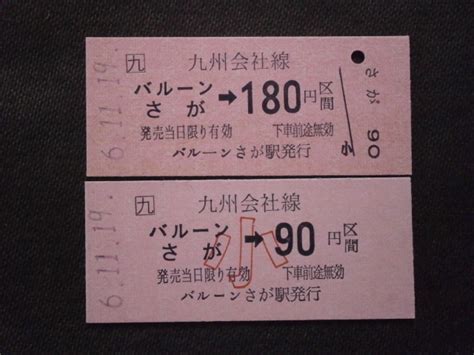 九 九州会社線
バルーン
さが
➔180円区間
発売当日限り有効 下車前途無効
バルーンさが駅発行
6.11.19.
小
さが 90
九 九州会社線
バルーン
さが
➔90円区間
小
発売当日限り有効 下車前途無効
バルーンさが駅発行
6.11.19.